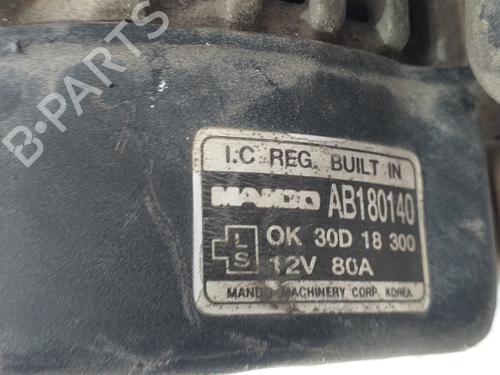 B-PARTS
I.C REG. BUILT IN
MANDO AB180140
L OK 30D 18 300
S 12V 80A
MANDO MACHINERY CORP. KOREA.